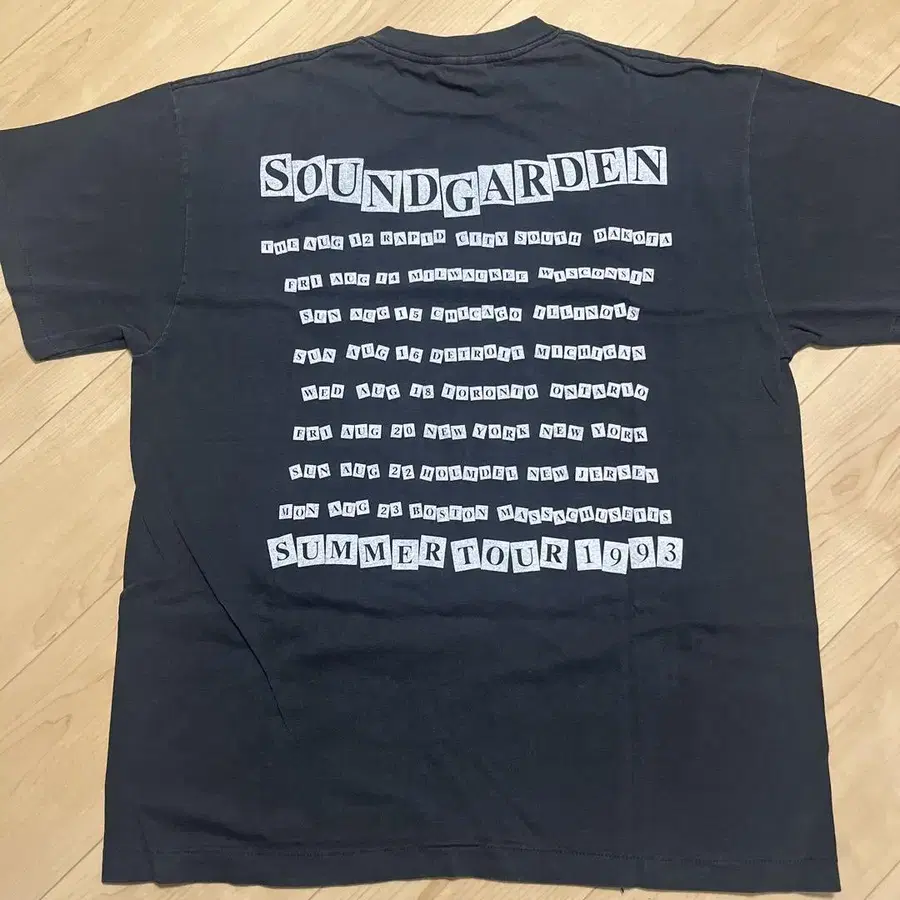 SOUNDGARDEN
THE AUG 12 RAPID CITY SOUTH DAKOTA
FRI AUG 14 MILWAUKEE WISCONSIN
SUN AUG 15 CHICAGO ILLINOIS
SUN AUG 16 DETROIT MICHIGAN
WED AUG 18 TORONTO ONTARIO
FRI AUG 20 NEW YORK NEW YORK
SUN AUG 22 HOLMDEL NEW JERSEY
MON AUG 23 BOSTON MASSACHUSETTS
SUMMER TOUR 1993